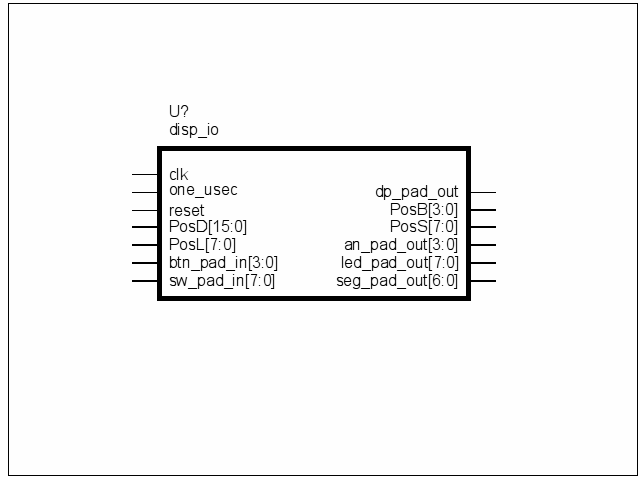 U?
disp_io
clk
one_usec
reset
PosD[15:0]
PosL[7:0]
btn_pad_in[3:0]
sw_pad_in[7:0]
dp_pad_out
PosB[3:0]
PosS[7:0]
an_pad_out[3:0]
led_pad_out[7:0]
seg_pad_out[6:0]